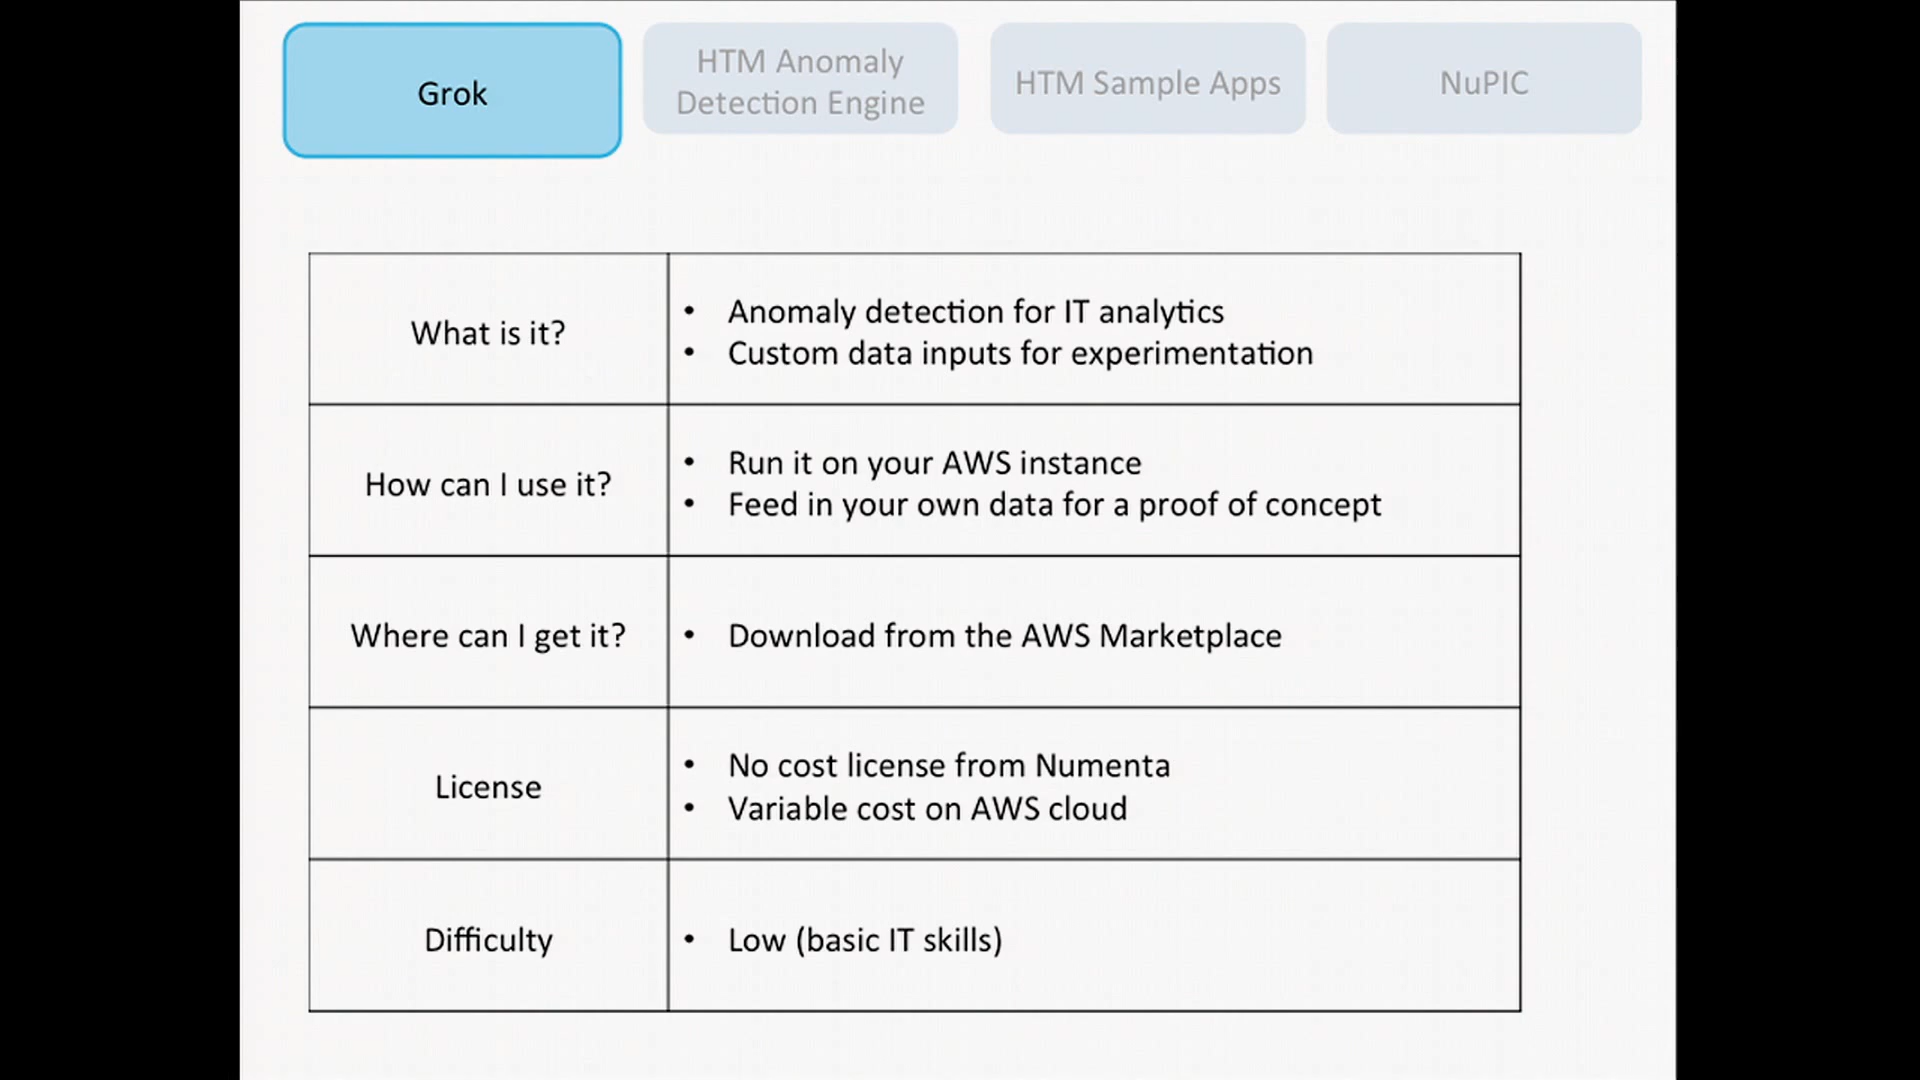 Grok
HTM Anomaly
Detection Engine
HTM Sample Apps
NuPIC
What is it?
• Anomaly detection for IT analytics
• Custom data inputs for experimentation
How can I use it?
• Run it on your AWS instance
• Feed in your own data for a proof of concept
Where can I get it?
• Download from the AWS Marketplace
License
• No cost license from Numenta
• Variable cost on AWS cloud
Difficulty
• Low (basic IT skills)